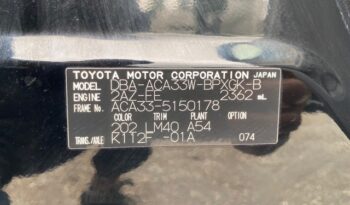 TOYOTA MOTOR CORPORATION JAPAN
MODEL DBA-ACA33W-BPXGK-B
ENGINE 2AZ-FE 2362 mL
FRAME NO. ACA33-5150178
COLOR TRIM PLANT OPTION
202 LM40 A54
TRANS./AXLE K112F -01A 074